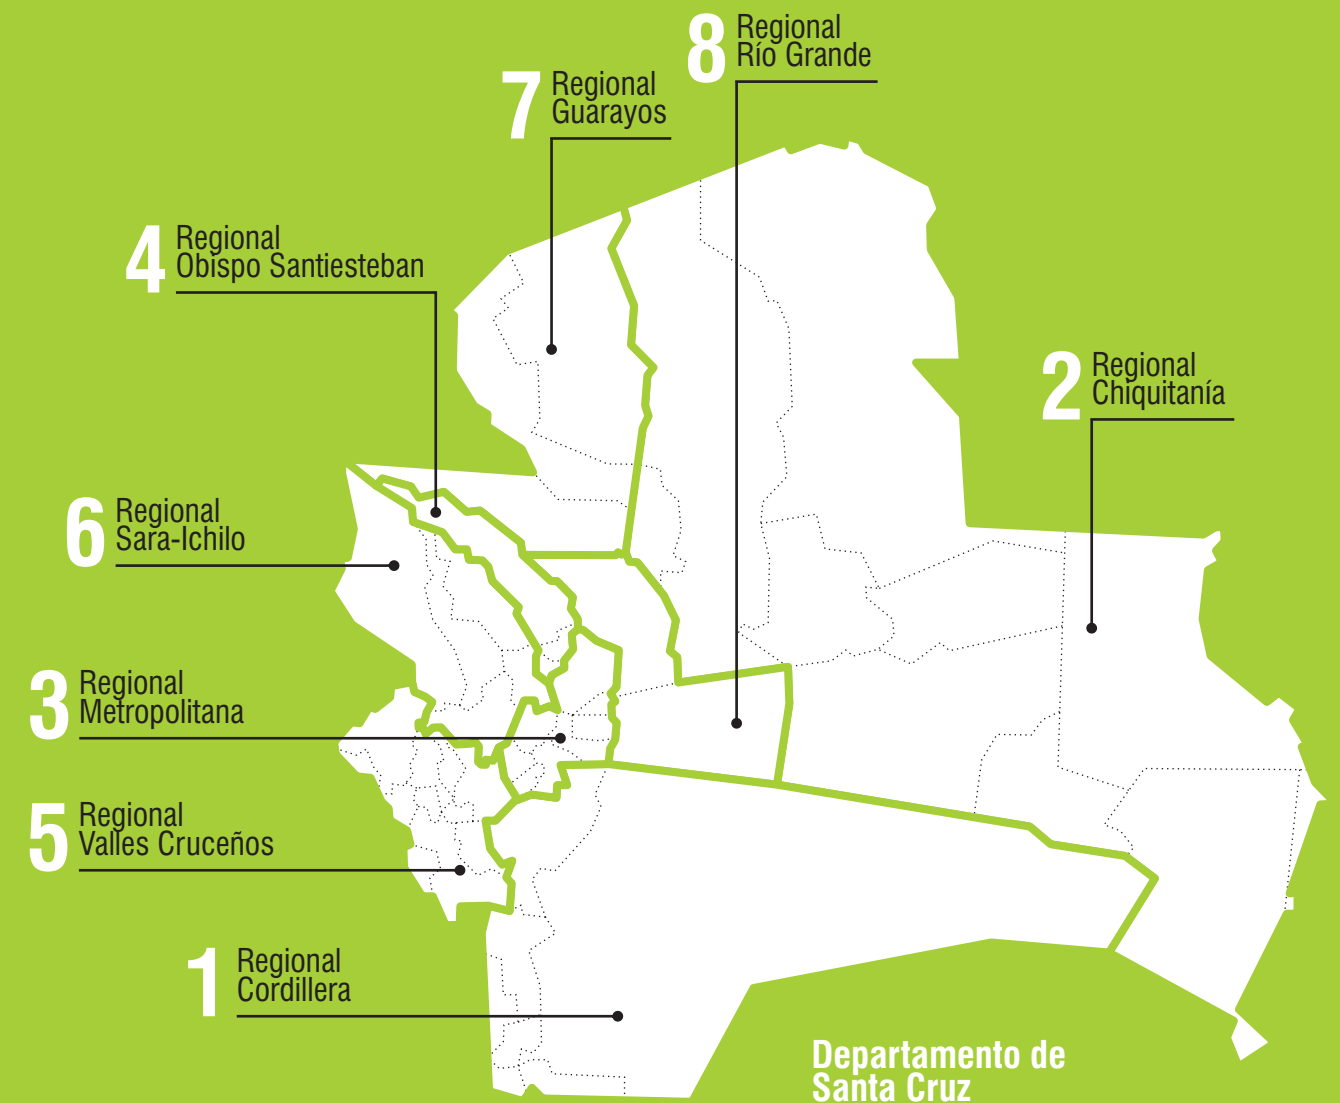 8 Regional
Río Grande
7 Regional
Guarayos
4 Regional
Obispo Santiesteban
2 Regional
Chiquitanía
6 Regional
Sara-Ichilo
3 Regional
Metropolitana
5 Regional
Valles Cruceños
1 Regional
Cordillera
Departamento de
Santa Cruz